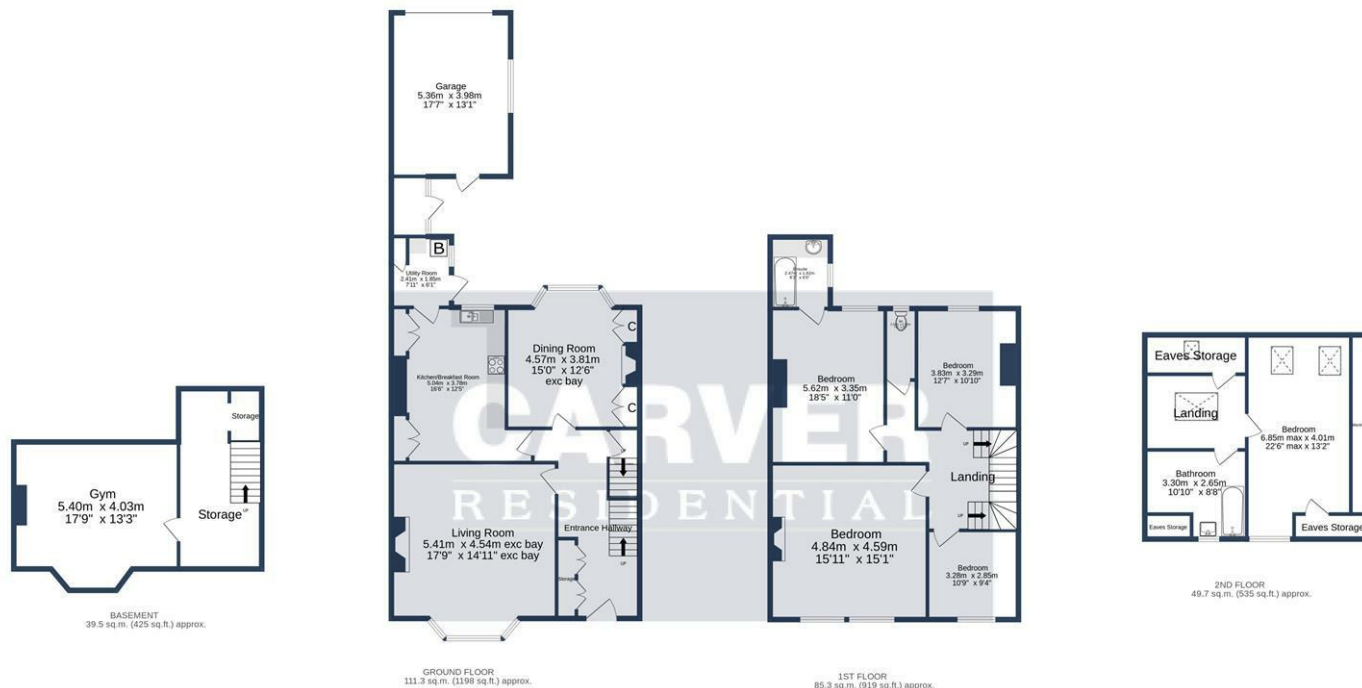 Garage
5.36m x 3.98m
17'7" x 13'1"
B
Utility Room
2.41m x 1.85m
7'11" x 6'1"
Kitchen/Breakfast Room
5.04m x 3.78m
16'6" x 12'5"
Dining Room
4.57m x 3.81m
15'0" x 12'6"
exc bay
C
C
Living Room
5.41m x 4.54m exc bay
17'9" x 14'11" exc bay
Entrance Hallway
UP
Storage
GROUND FLOOR
111.3 sq.m. (1198 sq.ft.) approx.
Gym
5.40m x 4.03m
17'9" x 13'3"
Storage
Storage
UP
BASEMENT
39.5 sq.m. (425 sq.ft.) approx.
CARVER
RESIDENTIAL
Ensuite
Bedroom
5.62m x 3.35m
18'5" x 11'0"
Bedroom
3.83m x 3.29m
12'7" x 10'10"
UP
Landing
UP
Bedroom
4.84m x 4.59m
15'11" x 15'1"
Bedroom
3.28m x 2.85m
10'9" x 9'4"
1ST FLOOR
85.3 sq.m. (919 sq.ft.) approx.
Eaves Storage
Landing
Bedroom
6.85m max x 4.01m
22'6" max x 13'2"
Bathroom
3.30m x 2.65m
10'10" x 8'8"
Eaves Storage
Eaves Storage
2ND FLOOR
49.7 sq.m. (535 sq.ft.) approx.